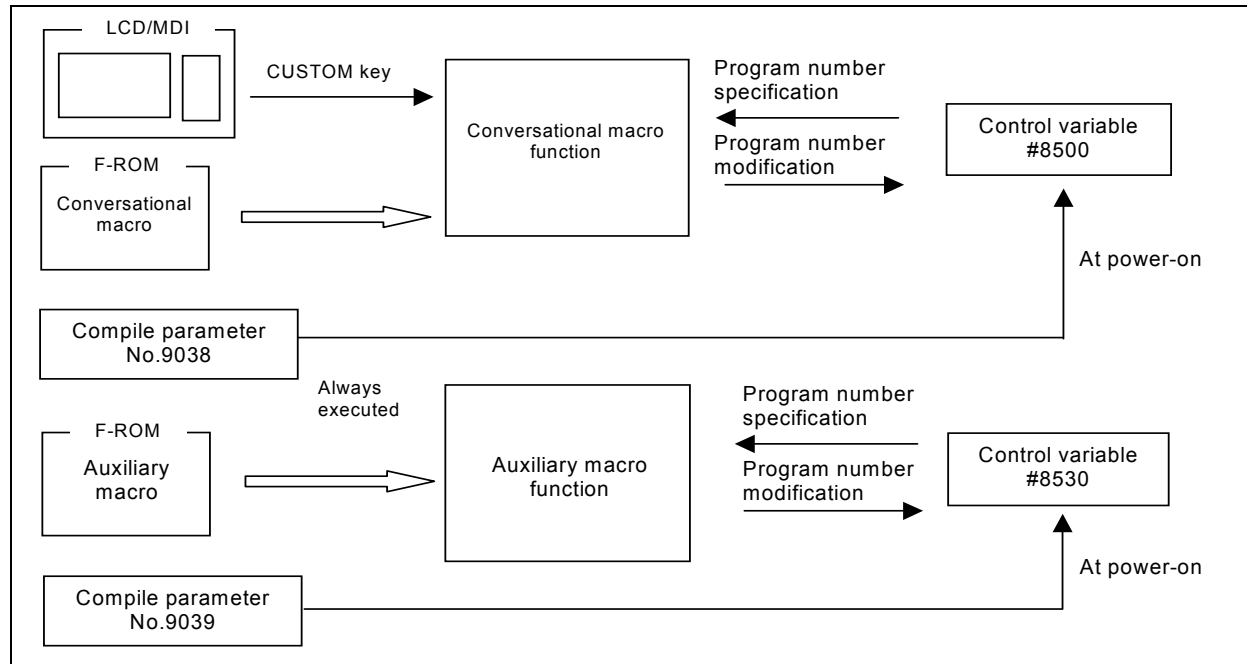 LCD/MDI
CUSTOM key
Conversational macro
function
Program number
specification
Program number
modification
Control variable
#8500
F-ROM
Conversational
macro
At power-on
Compile parameter
No.9038
Always
executed
F-ROM
Auxiliary
macro
Auxiliary macro
function
Program number
specification
Program number
modification
Control variable
#8530
At power-on
Compile parameter
No.9039